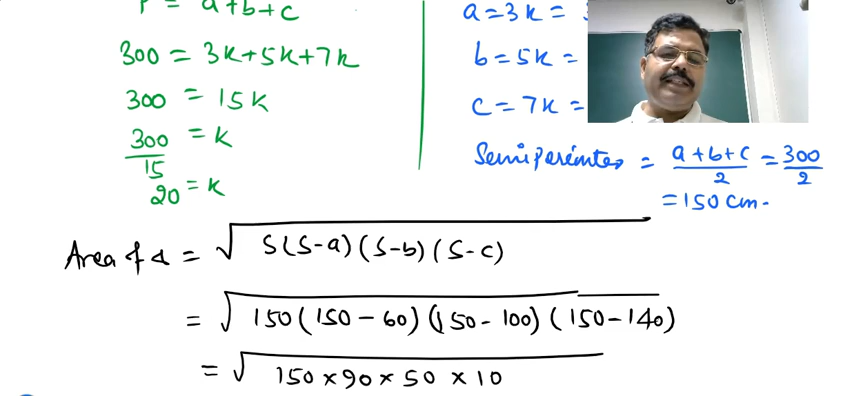 P = a+b+c
300 = 3k+5k+7k
300 = 15k
300/15 = k
20 = k
a=3k=
b=5k=
c=7k=
Semiperimeter = a+b+c/2 = 300/2
=150 cm.
Area of Δ = √S(S-a)(S-b)(S-c)
= √150(150-60)(150-100)(150-140)
= √150×90×50×10